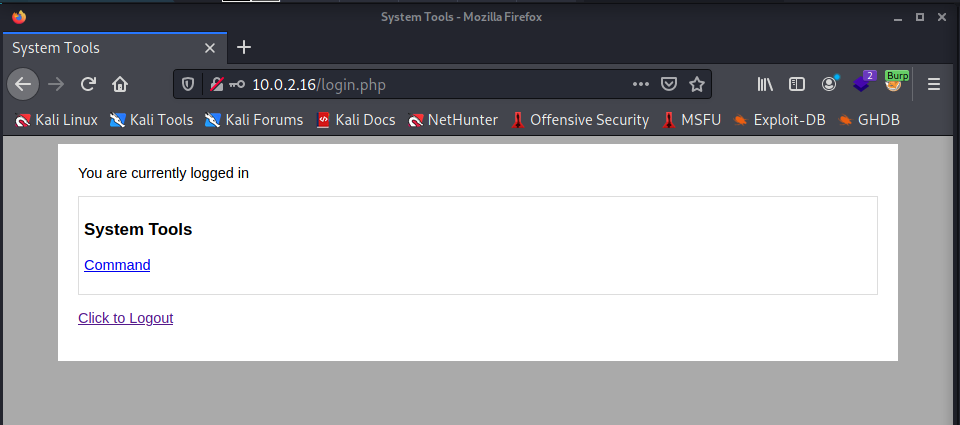 System Tools - Mozilla Firefox
System Tools
10.0.2.16/login.php
2
Burp
Kali Linux Kali Tools Kali Forums Kali Docs NetHunter Offensive Security MSFU Exploit-DB GHDB
You are currently logged in
System Tools
Command
Click to Logout